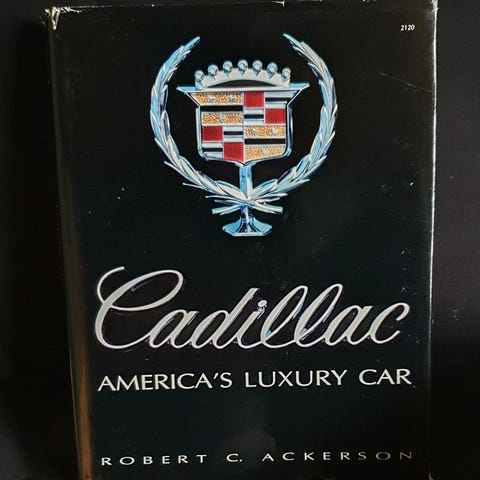 2120
Cadillac
AMERICA'S LUXURY CAR
ROBERT C. ACKERSON